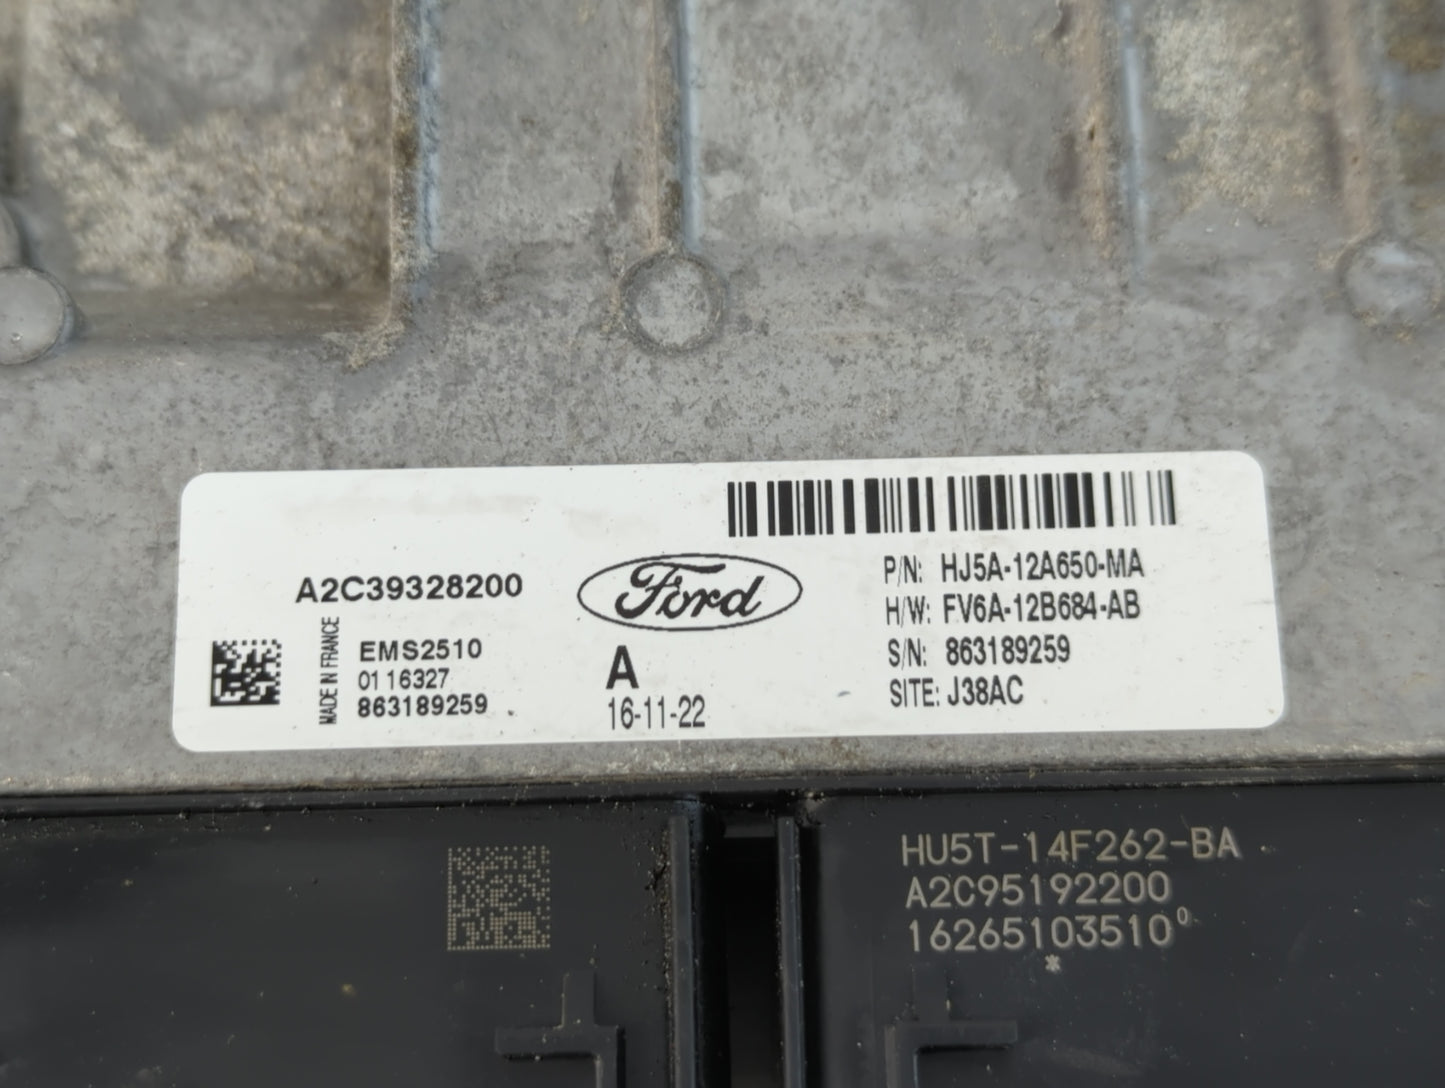 A2C39328200
MADE IN FRANCE
EMS2510
01 16327
863189259
Ford
A
16-11-22
P/N: HJ5A-12A650-MA
H/W: FV6A-12B684-AB
S/N: 863189259
SITE: J38AC
HU5T-14F262-BA
A2C95192200
16265103510⁰
*